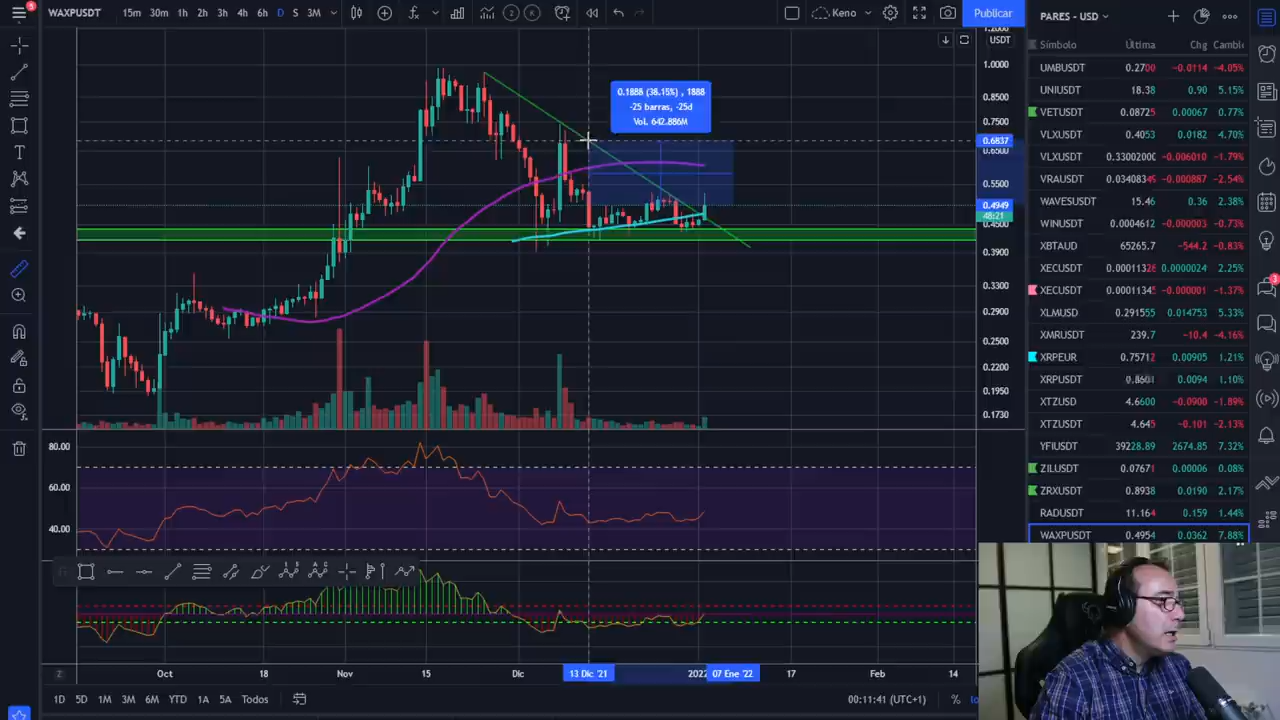 WAXPUSDT 15m 30m 1h 2h 3h 4h 6h D S 3M 2 K Keno Publicar
PARES - USD
Símbolo Última Chg Cambio
USDT
1.0000
0.8500
0.7500
0.6837
0.6500
0.5500
0.4949
48:21
0.4500
0.3900
0.3300
0.2900
0.2500
0.2200
0.1950
0.1730
0.1888 (38.15%) , 1888
-25 barras, -25d
Vol. 642.886M
UMBUSDT 0.2700 -0.0114 -4.05%
UNIUSDT 18.38 0.90 5.15%
VETUSDT 0.08725 0.00067 0.77%
VLXUSDT 0.4053 0.0182 4.70%
VLXUSDT 0.33002000 -0.006010 -1.79%
VRAUSDT 0.0340834 -0.000887 -2.54%
WAVESUSDT 15.46 0.36 2.38%
WINUSDT 0.0004612 -0.000003 -0.73%
XBTAUD 65265.7 -544.2 -0.83%
XECUSDT 0.00011326 0.0000024 2.25%
XECUSDT 0.00011345 -0.000001 -1.37%
XLMUSD 0.291555 0.014753 5.33%
XMRUSDT 239.7 -10.4 -4.16%
XRPEUR 0.75712 0.00905 1.21%
XRPUSDT 0.8601 0.0094 1.10%
XTZUSD 4.6600 -0.0900 -1.89%
XTZUSDT 4.645 -0.101 -2.13%
YFIUSDT 39228.89 2674.85 7.32%
ZILUSDT 0.07671 0.00006 0.08%
ZRXUSDT 0.8938 0.0190 2.17%
RADUSDT 11.164 0.159 1.44%
WAXPUSDT 0.4954 0.0362 7.88%
80.00
60.00
40.00
Oct 18 Nov 15 Dic 13 Dic '21 2022 07 Ene '22 17 Feb 14
1D 5D 1M 3M 6M YTD 1A 5A Todos 00:11:41 (UTC+1) %